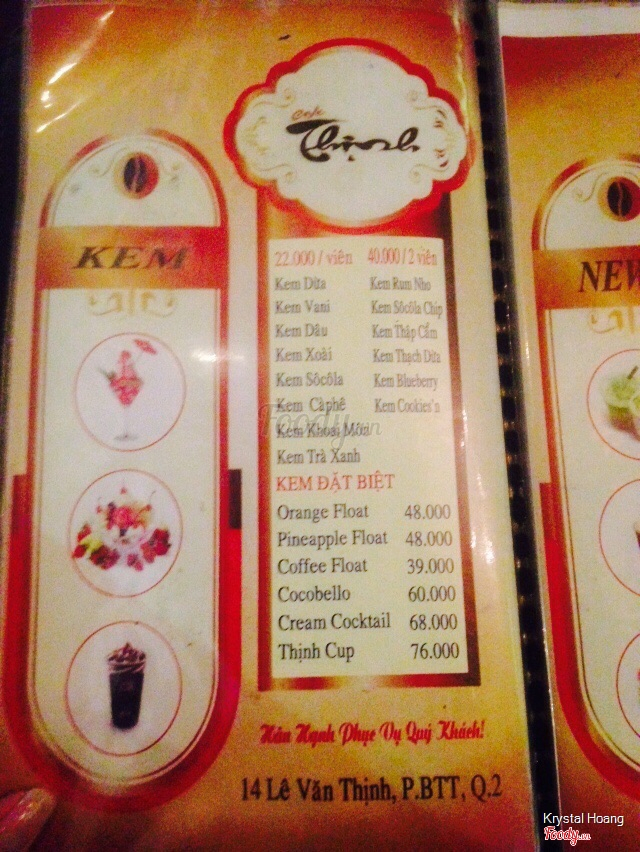 Cafe
Thịnh
KEM
22.000 / viên 40.000 / 2 viên
Kem Dừa Kem Rum Nho
Kem Vani Kem Sôcôla Chip
Kem Dâu Kem Thập Cẩm
Kem Xoài Kem Thạch Dừa
Kem Sôcôla Kem Blueberry
Kem Càphê Kem Cookies'n
Kem Khoai Môn
Kem Trà Xanh
KEM ĐẶT BIỆT
Orange Float 48.000
Pineapple Float 48.000
Coffee Float 39.000
Cocobello 60.000
Cream Cocktail 68.000
Thịnh Cup 76.000
Hân Hạnh Phục Vụ Quý Khách!
14 Lê Văn Thịnh, P.BTT, Q.2
NEW
Foody.vn
Krystal Hoang
Foody.vn